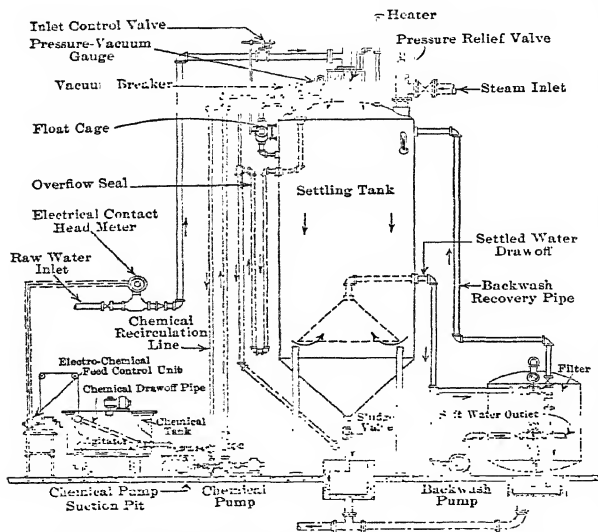 Heater
Inlet Control Valve
Pressure-Vacuum
Gauge
Pressure Relief Valve
Vacuum Breaker
Steam Inlet
Float Cage
Overflow Seal
Settling Tank
Electrical Contact
Head Meter
Settled Water
Drawoff
Raw Water
Inlet
Backwash
Recovery Pipe
Chemical
Recirculation
Line
Electro-Chemical
Feed Control Unit
Filter
Chemical Drawoff Pipe
Chemical
Tank
Agitator
Sludge
Valve
Soft Water Outlet
Chemical Pump
Suction Pit
Chemical
Pump
Backwash
Pump